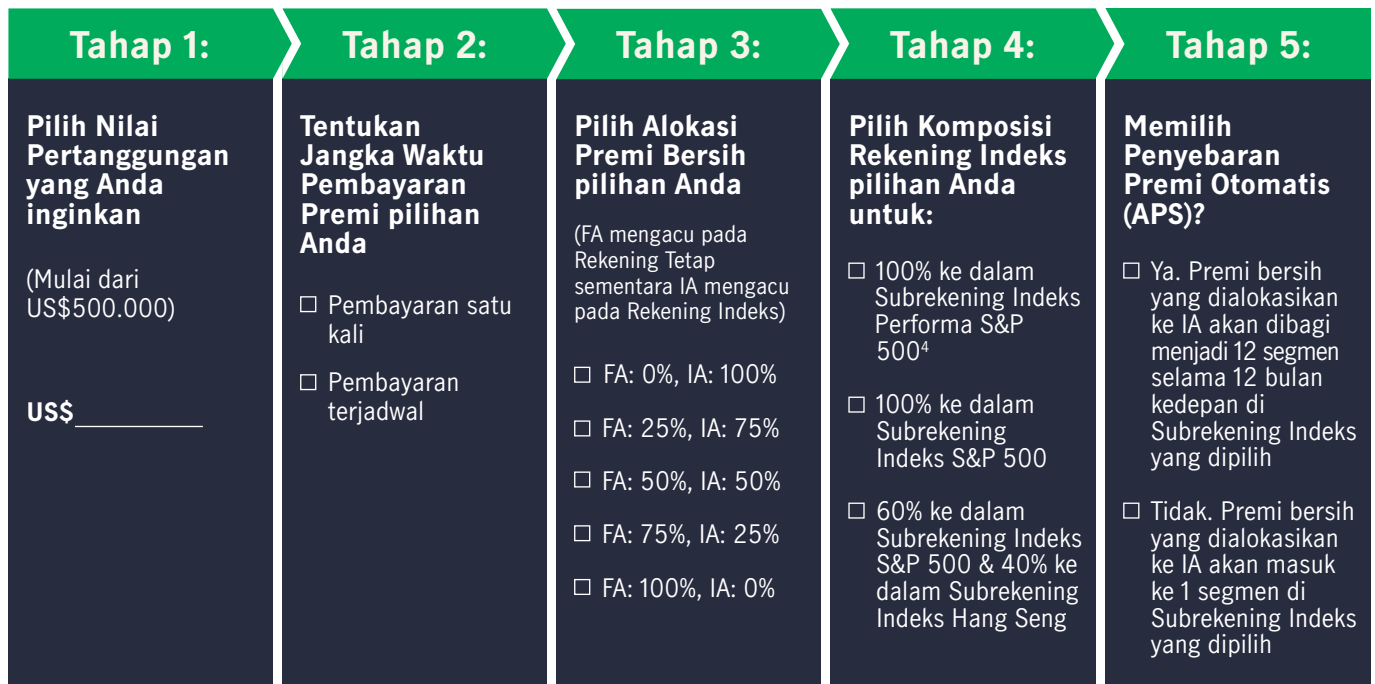 Tahap 1:
Pilih Nilai
Pertanggungan
yang Anda
inginkan
(Mulai dari
US$500.000)
US$____________
Tahap 2:
Tentukan
Jangka Waktu
Pembayaran
Premi pilihan
Anda
☐ Pembayaran satu
kali
☐ Pembayaran
terjadwal
Tahap 3:
Pilih Alokasi
Premi Bersih
pilihan Anda
(FA mengacu pada
Rekening Tetap
sementara IA mengacu
pada Rekening Indeks)
☐ FA: 0%, IA: 100%
☐ FA: 25%, IA: 75%
☐ FA: 50%, IA: 50%
☐ FA: 75%, IA: 25%
☐ FA: 100%, IA: 0%
Tahap 4:
Pilih Komposisi
Rekening Indeks
pilihan Anda
untuk:
☐ 100% ke dalam
Subrekening Indeks
Performa S&P
500⁴
☐ 100% ke dalam
Subrekening
Indeks S&P 500
☐ 60% ke dalam
Subrekening Indeks
S&P 500 & 40% ke
dalam Subrekening
Indeks Hang Seng
Tahap 5:
Memilih
Penyebaran
Premi Otomatis
(APS)?
☐ Ya. Premi bersih
yang dialokasikan
ke IA akan dibagi
menjadi 12 segmen
selama 12 bulan
kedepan di
Subrekening Indeks
yang dipilih
☐ Tidak. Premi bersih
yang dialokasikan
ke IA akan masuk
ke 1 segmen di
Subrekening Indeks
yang dipilih